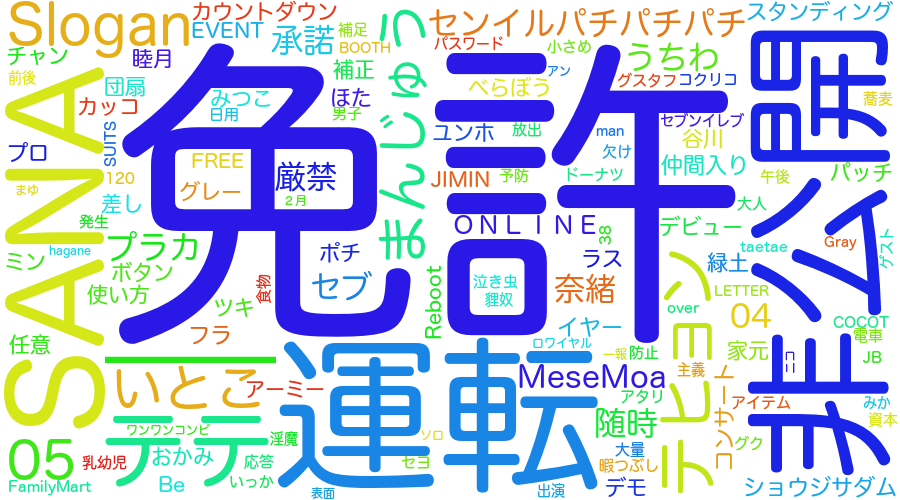 Slogan
カウントダウン
EVENT
承諾
補足
BOOTH
センイルパチパチパチ
スタンディング
チャン
前後
睦月
団扇
補正
パスワード
小さめ
うちわ
アン
グスタフ
コクリコ
カッコ
みつこ
日用
ほた
男子
べらぼう
蕎麦
SANA
免許
非公開
プロ
SUITS
ユンホ
放出
man
セブンイレブ
谷川
欠け
仲間入り
まゆ
120
FREE
グレー
厳禁
2月
まんじゅう
JIMIN
予防
ドーナツ
パッチ
午後
差し
発生
ONLINE
38
デビュー
大人
hagane
プラカ
ポチ
ラス
taetae
Gray
ゲスト
ミン
ボタン
セブ
緑土
使い方
食物
泣き虫
狸奴
奈緒
LETTER
ツキ
Reboot
over
04
COCOT
任意
フラ
イヤー
電車
ロワイヤル
家元
JB
運転
一報
防止
ニニ
いとこ
アーミー
MeseMoa
主義
テヒョン
コンサート
みか
アタリ
アイテム
資本
テテ
ワンワンコンビ
淫魔
ソロ
随時
05
おかみ
応答
大量
グク
乳幼児
セヨ
暇つぶし
いっか
FamilyMart
Be
表面
出演
デモ
ショウジサダム